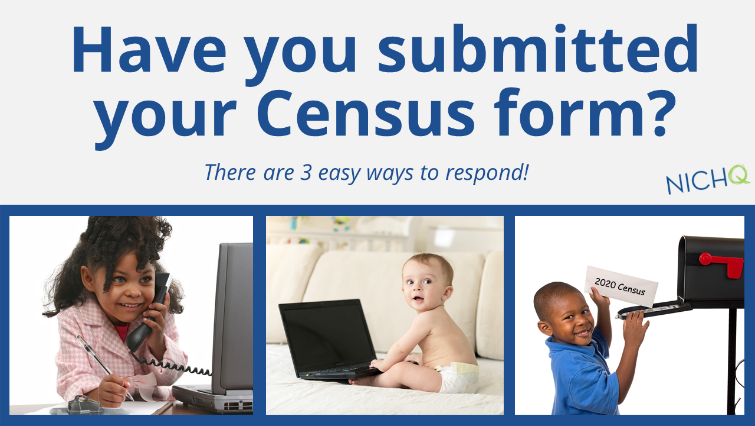 Have you submitted
your Census form?
There are 3 easy ways to respond!
NICHQ
2020 Census